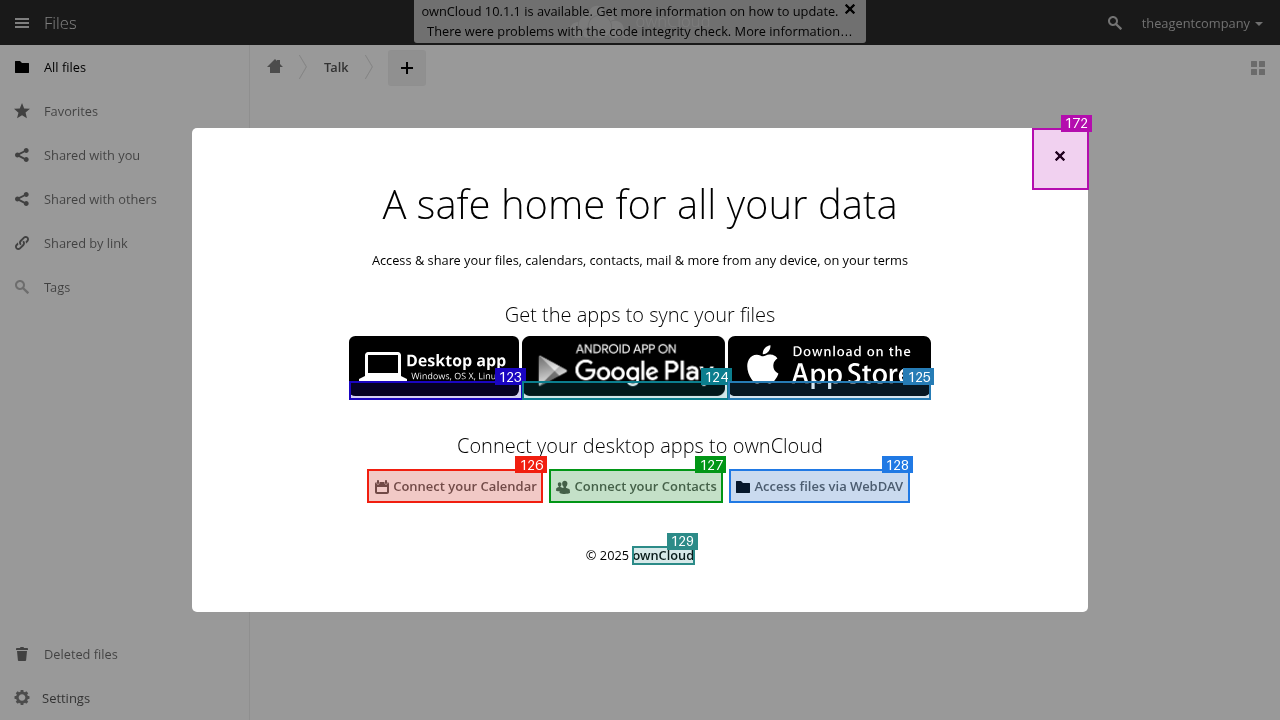 Files
ownCloud 10.1.1 is available. Get more information on how to update.
There were problems with the code integrity check. More information…
theagentcompany
All files
Favorites
Shared with you
Shared with others
Shared by link
Tags
Deleted files
Settings
Talk
172
A safe home for all your data
Access & share your files, calendars, contacts, mail & more from any device, on your terms
Get the apps to sync your files
Desktop app
Windows, OS X, Linu
123
ANDROID APP ON
Google Play
124
Download on the
App Store
125
Connect your desktop apps to ownCloud
126
Connect your Calendar
127
Connect your Contacts
128
Access files via WebDAV
129
© 2025 ownCloud